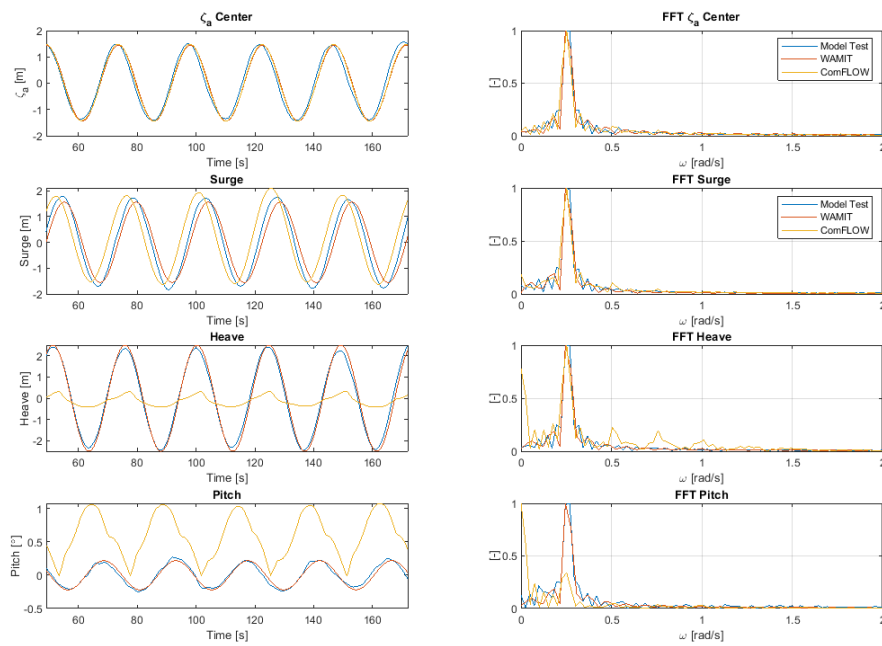 ζa Center
2
1
0
-1
-2
ζa [m]
60 80 100 120 140 160
Time [s]
FFT ζa Center
1
0.5
0
[-]
0 0.5 1 1.5 2
ω [rad/s]
Model Test
WAMIT
ComFLOW
Surge
2
1
0
-1
-2
Surge [m]
60 80 100 120 140 160
Time [s]
FFT Surge
1
0.5
0
[-]
0 0.5 1 1.5 2
ω [rad/s]
Model Test
WAMIT
ComFLOW
Heave
2
1
0
-1
-2
Heave [m]
60 80 100 120 140 160
Time [s]
FFT Heave
1
0.5
0
[-]
0 0.5 1 1.5 2
ω [rad/s]
Pitch
1
0.5
0
-0.5
Pitch [°]
60 80 100 120 140 160
Time [s]
FFT Pitch
1
0.5
0
[-]
0 0.5 1 1.5 2
ω [rad/s]